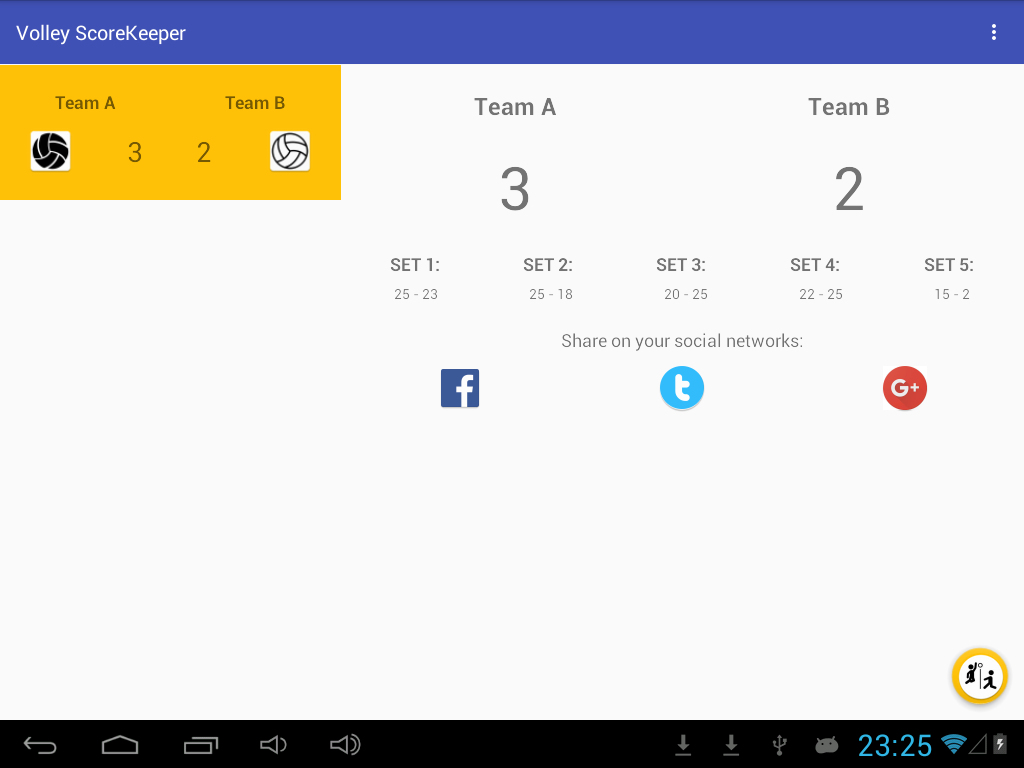 Volley ScoreKeeper
Team A Team B
3 2
Team A Team B
3 2
SET 1: SET 2: SET 3: SET 4: SET 5:
25 - 23 25 - 18 20 - 25 22 - 25 15 - 2
Share on your social networks:
f t G+
23:25